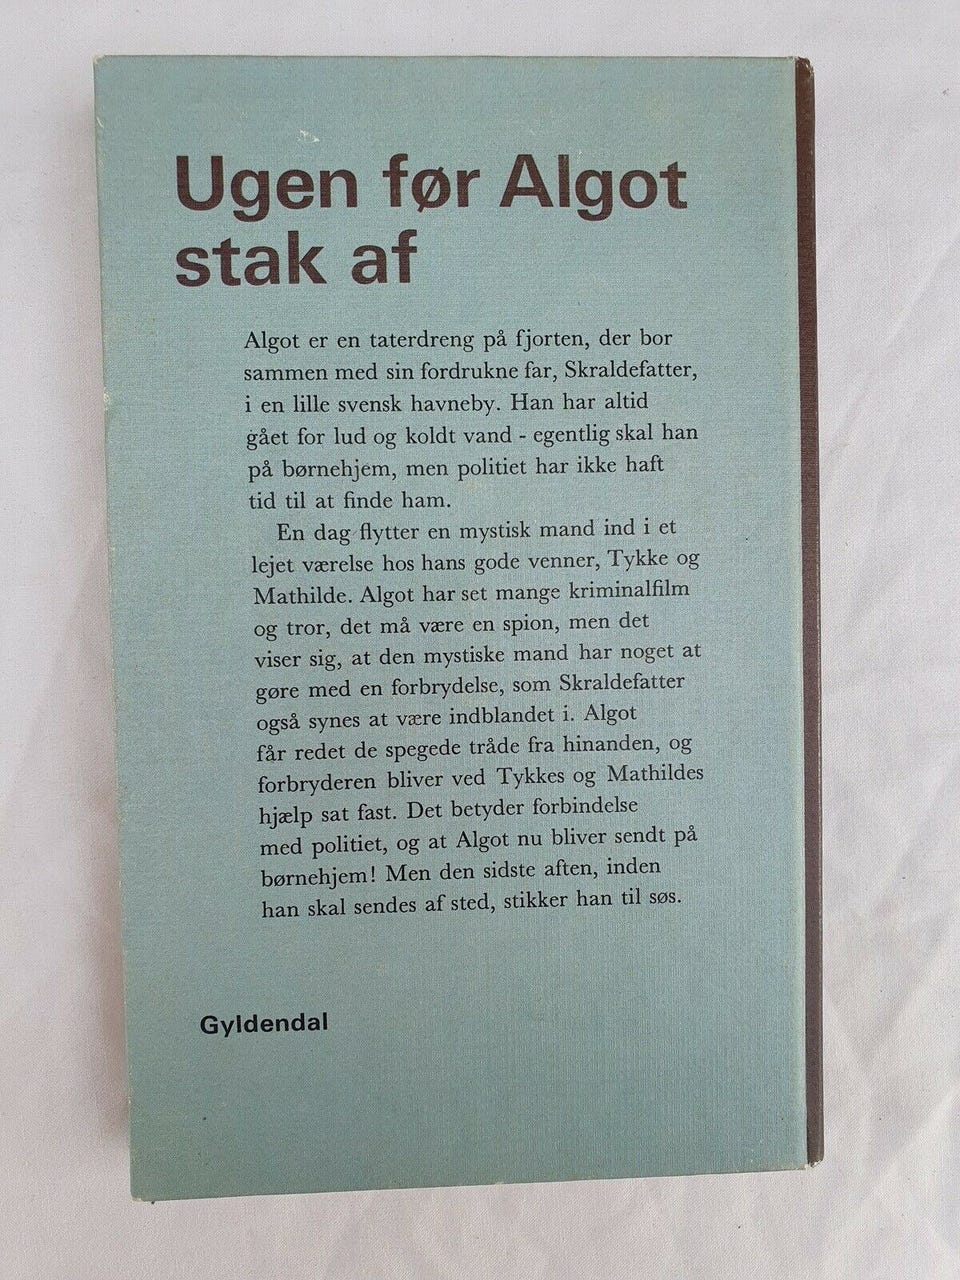 Ugen før Algot
stak af
Algot er en taterdreng på fjorten, der bor
sammen med sin fordrukne far, Skraldefatter,
i en lille svensk havneby. Han har altid
gået for lud og koldt vand - egentlig skal han
på børnehjem, men politiet har ikke haft
tid til at finde ham.
En dag flytter en mystisk mand ind i et
lejet værelse hos hans gode venner, Tykke og
Mathilde. Algot har set mange kriminalfilm
og tror, det må være en spion, men det
viser sig, at den mystiske mand har noget at
gøre med en forbrydelse, som Skraldefatter
også synes at være indblandet i. Algot
får redet de spegede tråde fra hinanden, og
forbryderen bliver ved Tykkes og Mathildes
hjælp sat fast. Det betyder forbindelse
med politiet, og at Algot nu bliver sendt på
børnehjem! Men den sidste aften, inden
han skal sendes af sted, stikker han til søs.
Gyldendal